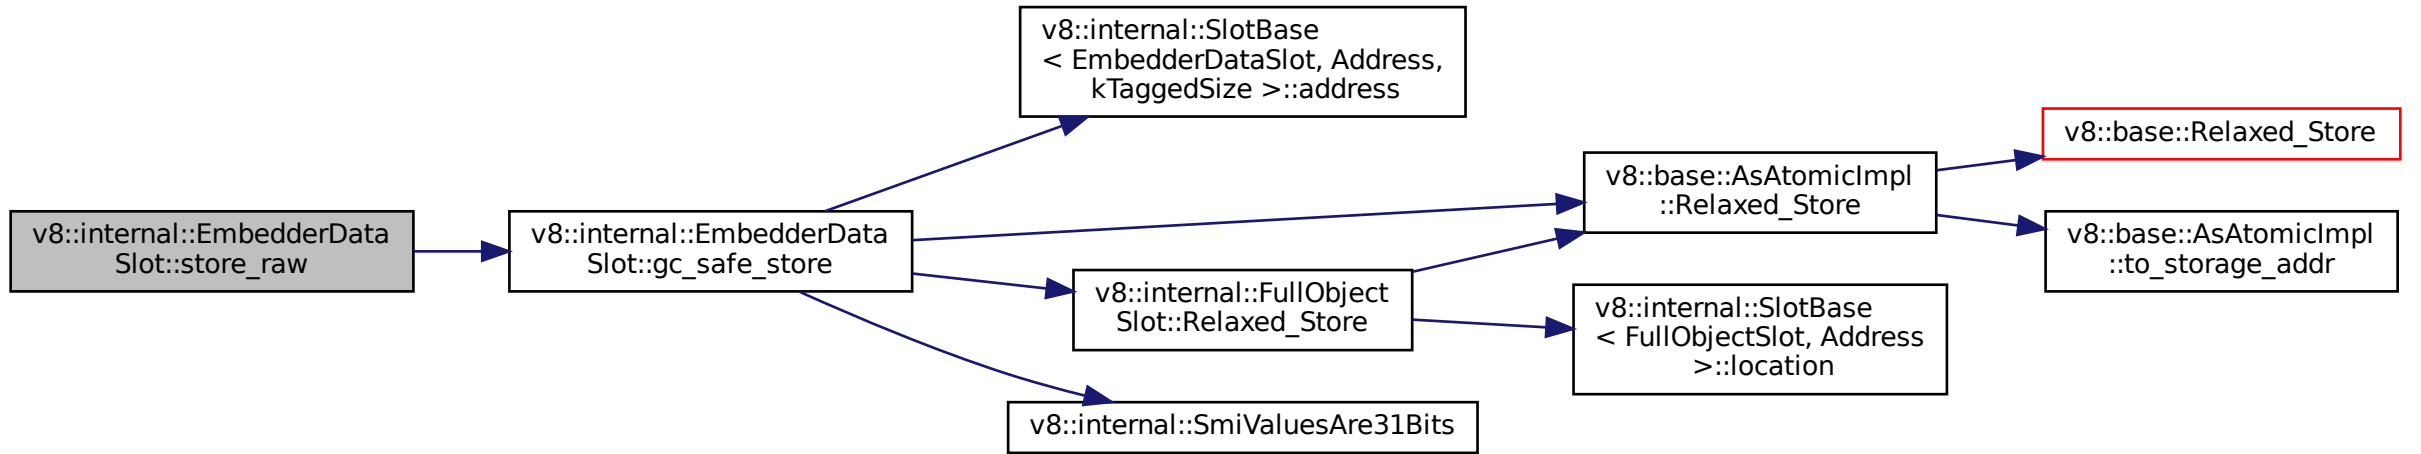 v8::internal::EmbedderData
Slot::store_raw
v8::internal::EmbedderData
Slot::gc_safe_store
v8::internal::SlotBase
< EmbedderDataSlot, Address,
kTaggedSize >::address
v8::internal::FullObject
Slot::Relaxed_Store
v8::internal::SmiValuesAre31Bits
v8::base::AsAtomicImpl
::Relaxed_Store
v8::internal::SlotBase
< FullObjectSlot, Address
>::location
v8::base::Relaxed_Store
v8::base::AsAtomicImpl
::to_storage_addr